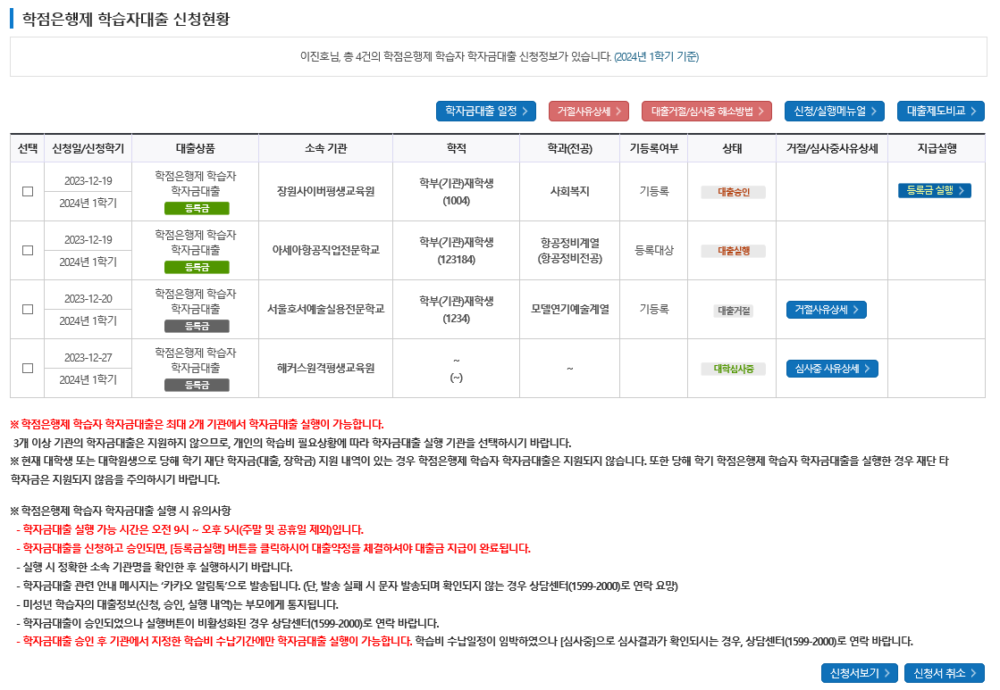 학점은행제 학습자대출 신청현황
이진호님, 총 4건의 학점은행제 학습자 학자금대출 신청정보가 있습니다. (2024년 1학기 기준)
학자금대출 일정 > 거절사유상세 > 대출거절/심사중 해소방법 > 신청/실행메뉴얼 > 대출제도비교 >
선택 신청일/신청학기 대출상품 소속 기관 학적 학과(전공) 기등록여부 상태 거절/심사중사유상세 지급실행
2023-12-19
2024년 1학기
학점은행제 학습자
학자금대출
등록금
장원사이버평생교육원
학부(기관)재학생
(1004)
사회복지
기등록
대출승인
등록금 실행 >
2023-12-19
2024년 1학기
학점은행제 학습자
학자금대출
등록금
아세아항공직업전문학교
학부(기관)재학생
(123184)
항공정비계열
(항공정비전공)
등록대상
대출실행
2023-12-20
2024년 1학기
학점은행제 학습자
학자금대출
등록금
서울호서예술실용전문학교
학부(기관)재학생
(1234)
모델연기예술계열
기등록
대출거절
거절사유상세 >
2023-12-27
2024년 1학기
학점은행제 학습자
학자금대출
등록금
해커스원격평생교육원
~
(~)
~
대학심사중
심사중 사유상세 >
※ 학점은행제 학습자 학자금대출은 최대 2개 기관에서 학자금대출 실행이 가능합니다.
3개 이상 기관의 학자금대출은 지원하지 않으므로, 개인의 학습비 필요상황에 따라 학자금대출 실행 기관을 선택하시기 바랍니다.
※ 현재 대학생 또는 대학원생으로 당해 학기 재단 학자금(대출, 장학금) 지원 내역이 있는 경우 학점은행제 학습자 학자금대출은 지원되지 않습니다. 또한 당해 학기 학점은행제 학습자 학자금대출을 실행한 경우 재단 타
학자금은 지원되지 않음을 주의하시기 바랍니다.
※ 학점은행제 학습자 학자금대출 실행 시 유의사항
- 학자금대출 실행 가능 시간은 오전 9시 ~ 오후 5시(주말 및 공휴일 제외)입니다.
- 학자금대출을 신청하고 승인되면, [등록금실행] 버튼을 클릭하시어 대출약정을 체결하셔야 대출금 지급이 완료됩니다.
- 실행 시 정확한 소속 기관명을 확인한 후 실행하시기 바랍니다.
- 학자금대출 관련 안내 메시지는 '카카오 알림톡'으로 발송됩니다. (단, 발송 실패 시 문자 발송되며 확인되지 않는 경우 상담센터(1599-2000)로 연락 요망)
- 미성년 학습자의 대출정보(신청, 승인, 실행 내역)는 부모에게 통지됩니다.
- 학자금대출이 승인되었으나 실행버튼이 비활성화된 경우 상담센터(1599-2000)로 연락 바랍니다.
- 학자금대출 승인 후 기관에서 지정한 학습비 수납기간에만 학자금대출 실행이 가능합니다. 학습비 수납일정이 임박하였으나 [심사중]으로 심사결과가 확인되시는 경우, 상담센터(1599-2000)로 연락 바랍니다.
신청서보기 > 신청서 취소 >